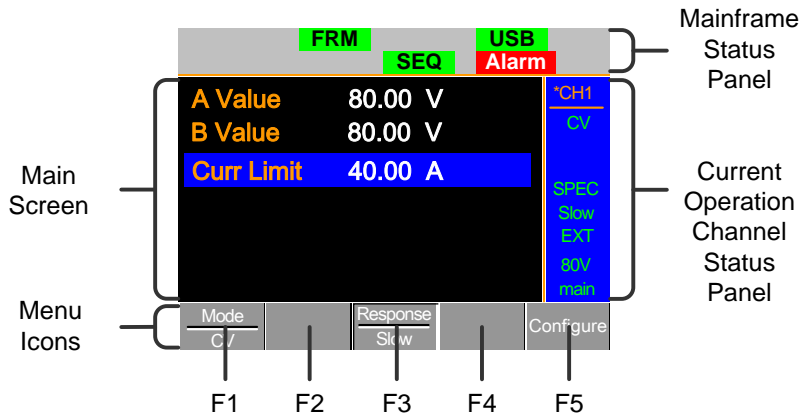 Mainframe
Status
Panel
FRM USB
SEQ Alarm
Main
Screen
A Value 80.00 V
B Value 80.00 V
Curr Limit 40.00 A
*CH1
CV
SPEC
Slow
EXT
80V
main
Current
Operation
Channel
Status
Panel
Menu
Icons
Mode
CV
Response
Slow
Configure
F1 F2 F3 F4 F5